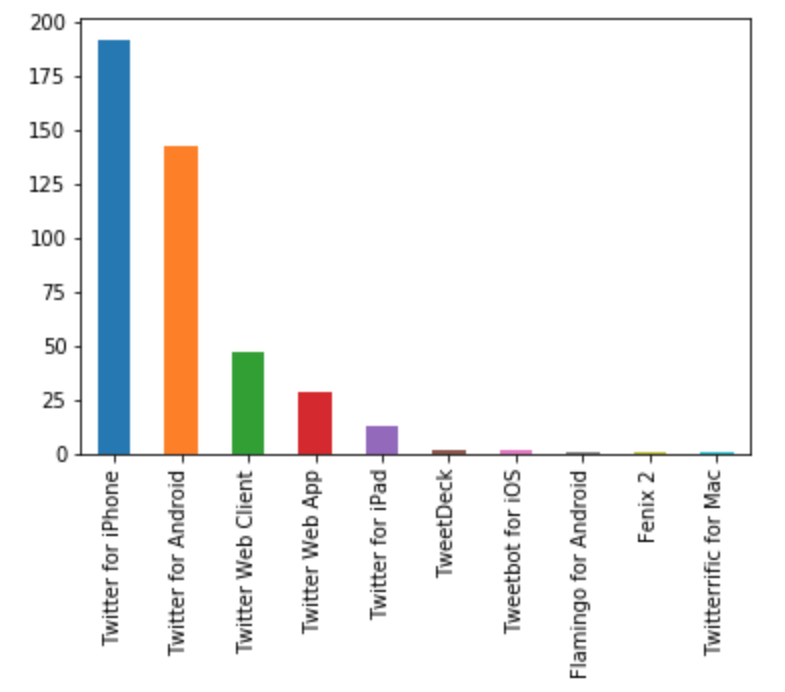 200
175
150
125
100
75
50
25
0
Twitter for iPhone
Twitter for Android
Twitter Web Client
Twitter Web App
Twitter for iPad
TweetDeck
Tweetbot for iOS
Flamingo for Android
Fenix 2
Twitterrific for Mac